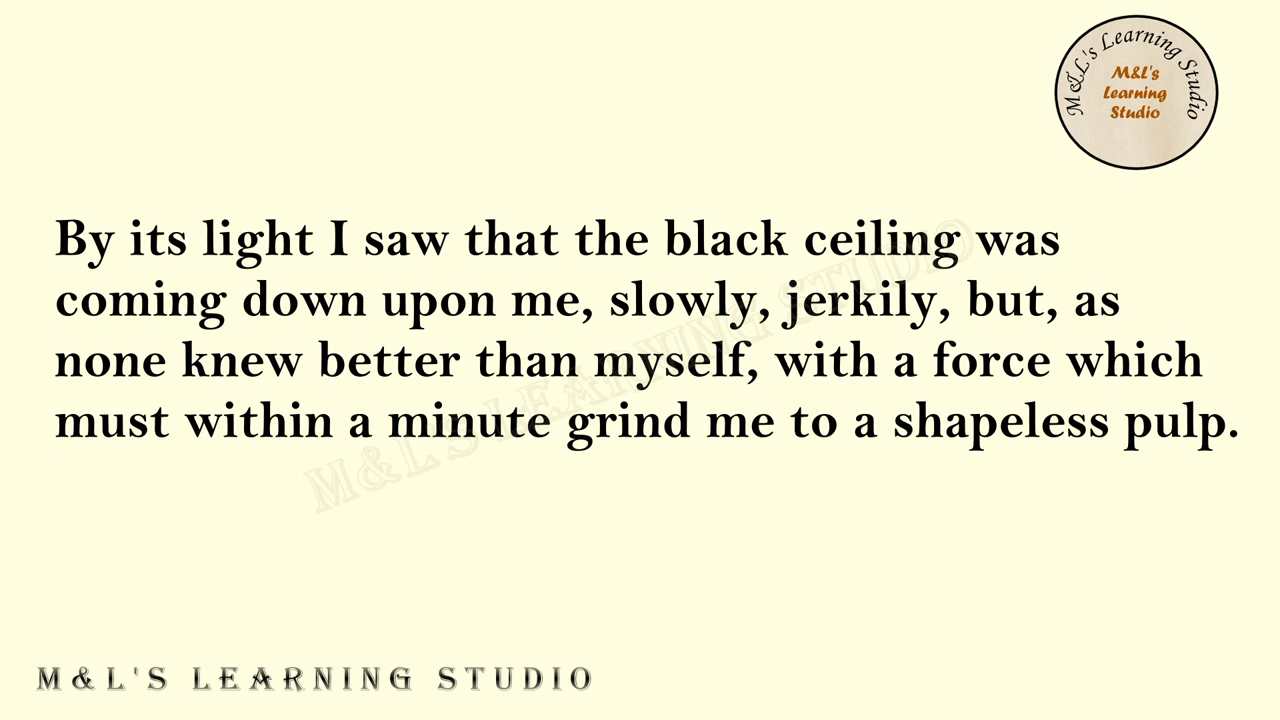 M&L's Learning Studio
M&L's
Learning
Studio
By its light I saw that the black ceiling was
coming down upon me, slowly, jerkily, but, as
none knew better than myself, with a force which
must within a minute grind me to a shapeless pulp.
M&L'S LEARNING STUDIO
M&L'S LEARNING STUDIO